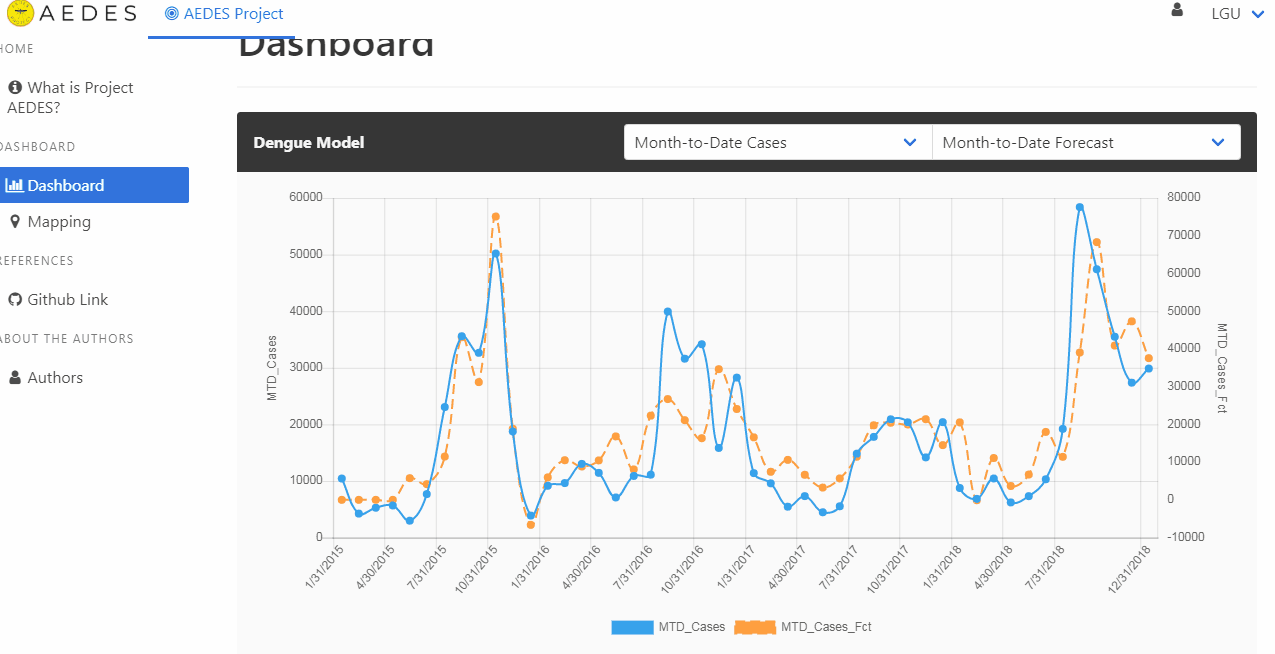 AEDES
AEDES Project
LGU
HOME
What is Project
AEDES?
DASHBOARD
Dashboard
Mapping
REFERENCES
Github Link
ABOUT THE AUTHORS
Authors
Dashboard
Dengue Model
Month-to-Date Cases
Month-to-Date Forecast
60000
50000
40000
30000
20000
10000
0
MTD_Cases
80000
70000
60000
50000
40000
30000
20000
10000
0
-10000
MTD_Cases_Fct
1/31/2015
4/30/2015
7/31/2015
10/31/2015
1/31/2016
4/30/2016
7/31/2016
10/31/2016
1/31/2017
4/30/2017
7/31/2017
10/31/2017
1/31/2018
4/30/2018
7/31/2018
12/31/2018
MTD_Cases
MTD_Cases_Fct